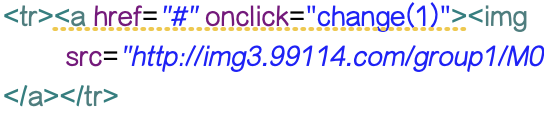 <tr><a href="#" onclick="change(1)"><img
src="http://img3.99114.com/group1/M0
</a></tr>